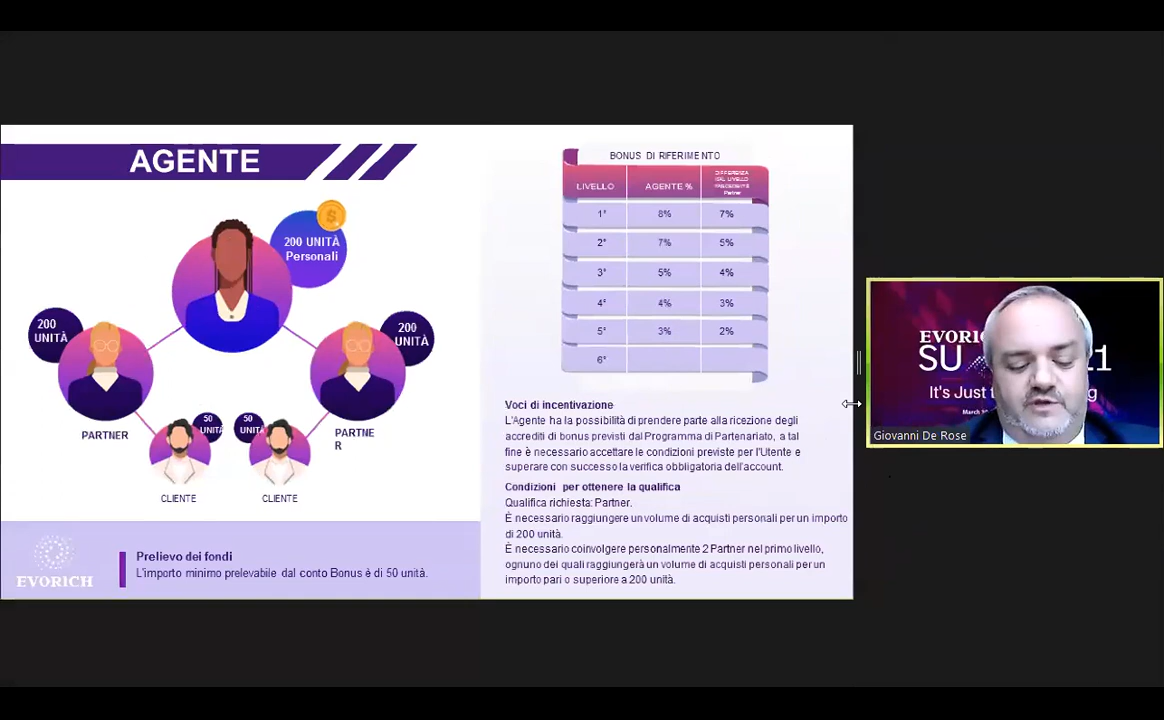 AGENTE
200 UNITÀ
Personali
200
UNITÀ
200
UNITÀ
50
UNITÀ
50
UNITÀ
PARTNER
PARTNE
R
CLIENTE
CLIENTE
EVORICH
Prelievo dei fondi
L'importo minimo prelevabile dal conto Bonus è di 50 unità.
BONUS DI RIFERIMENTO
LIVELLO AGENTE % DIFFERENZA
DAL LIVELLO
PRECEDENTE
Partner
1° 8% 7%
2° 7% 5%
3° 5% 4%
4° 4% 3%
5° 3% 2%
6°
Voci di incentivazione
L'Agente ha la possibilità di prendere parte alla ricezione degli
accrediti di bonus previsti dal Programma di Partenariato, a tal
fine è necessario accettare le condizioni previste per l'Utente e
superare con successo la verifica obbligatoria dell'account.
Condizioni per ottenere la qualifica
Qualifica richiesta: Partner.
È necessario raggiungere un volume di acquisti personali per un importo
di 200 unità.
È necessario coinvolgere personalmente 2 Partner nel primo livello,
ognuno dei quali raggiungerà un volume di acquisti personali per un
importo pari o superiore a 200 unità.
EVORICH
SU 21
It's Just t g
March
Giovanni De Rose